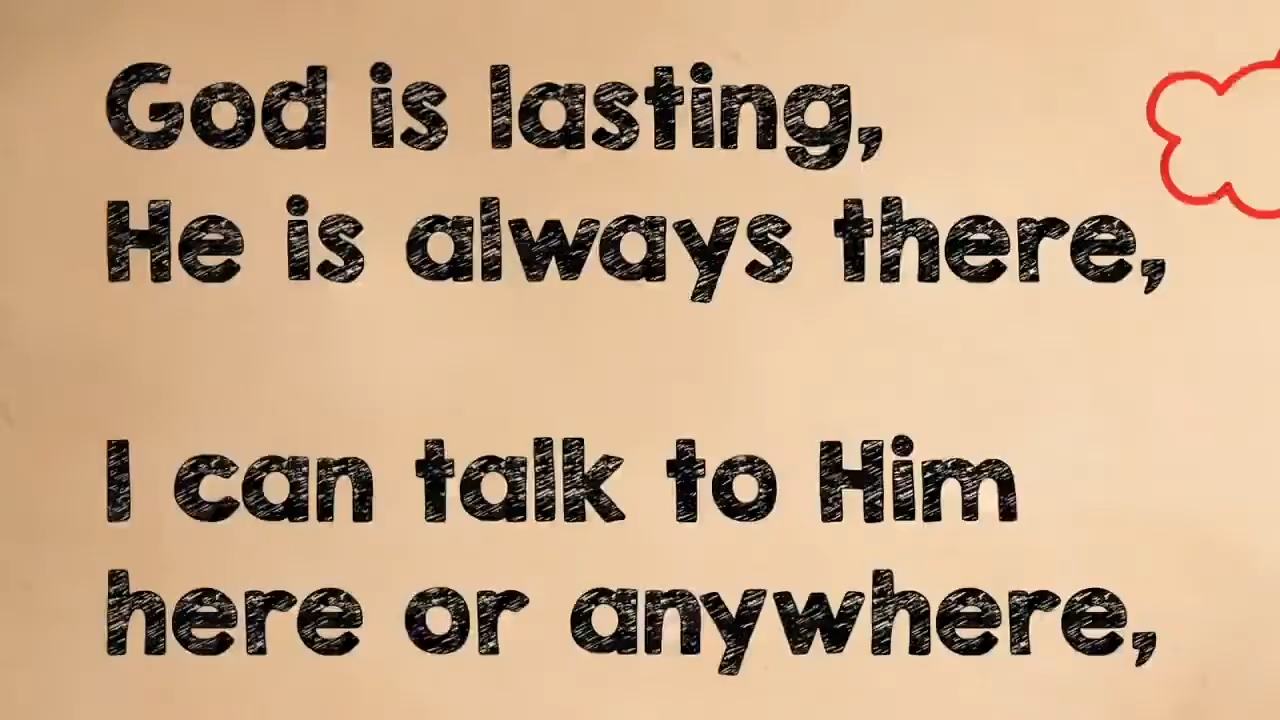 God is lasting,
He is always there,
I can talk to Him
here or anywhere,